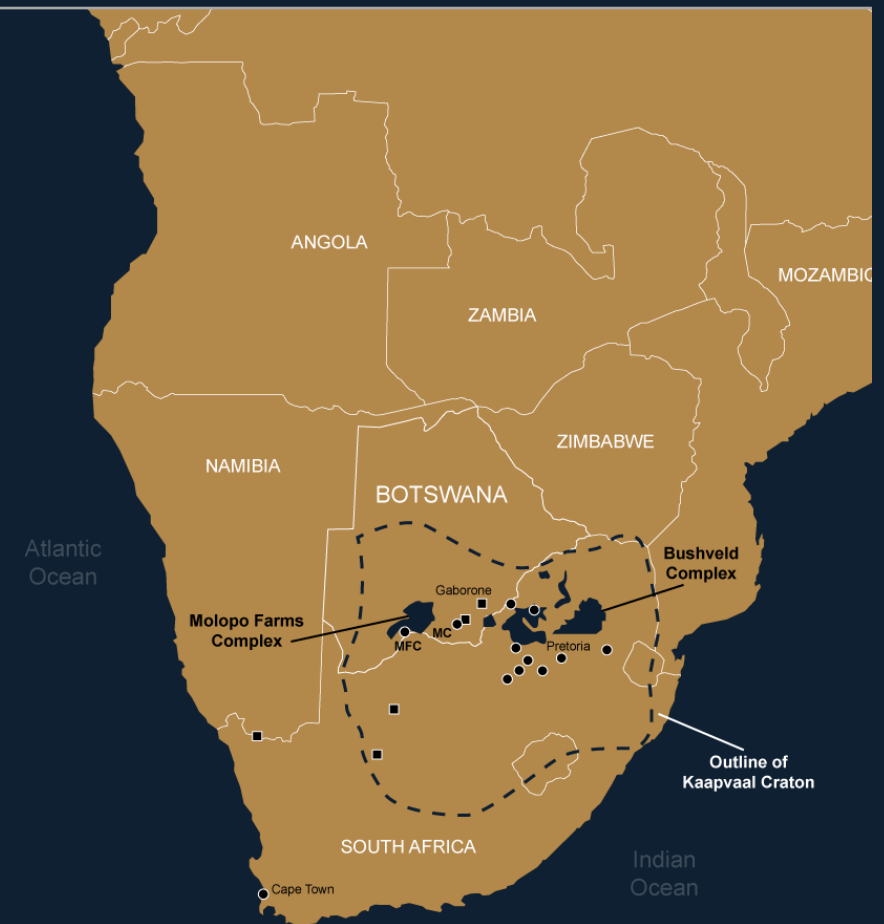 ANGOLA
MOZAMBIC
ZAMBIA
ZIMBABWE
NAMIBIA
BOTSWANA
Atlantic
Ocean
Bushveld
Complex
Gaborone
Molopo Farms
Complex
MC
MFC
Pretoria
Outline of
Kaapvaal Craton
SOUTH AFRICA
Indian
Ocean
Cape Town